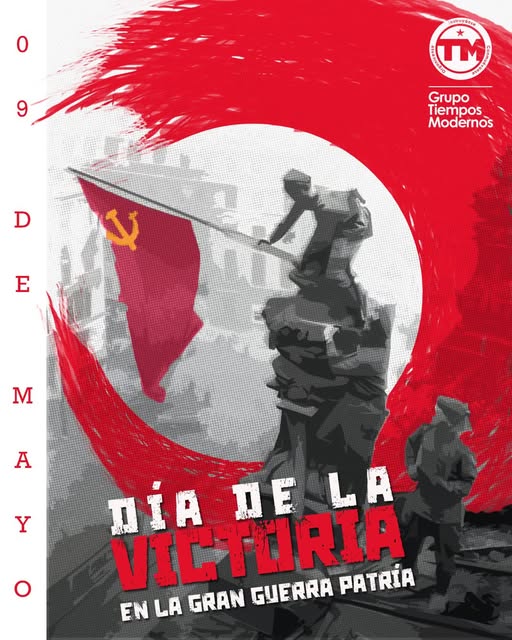 09 DE MAYO
TM
Grupo
Tiempos
Modernos
DÍA DE LA
VICTORIA
EN LA GRAN GUERRA PATRÍA